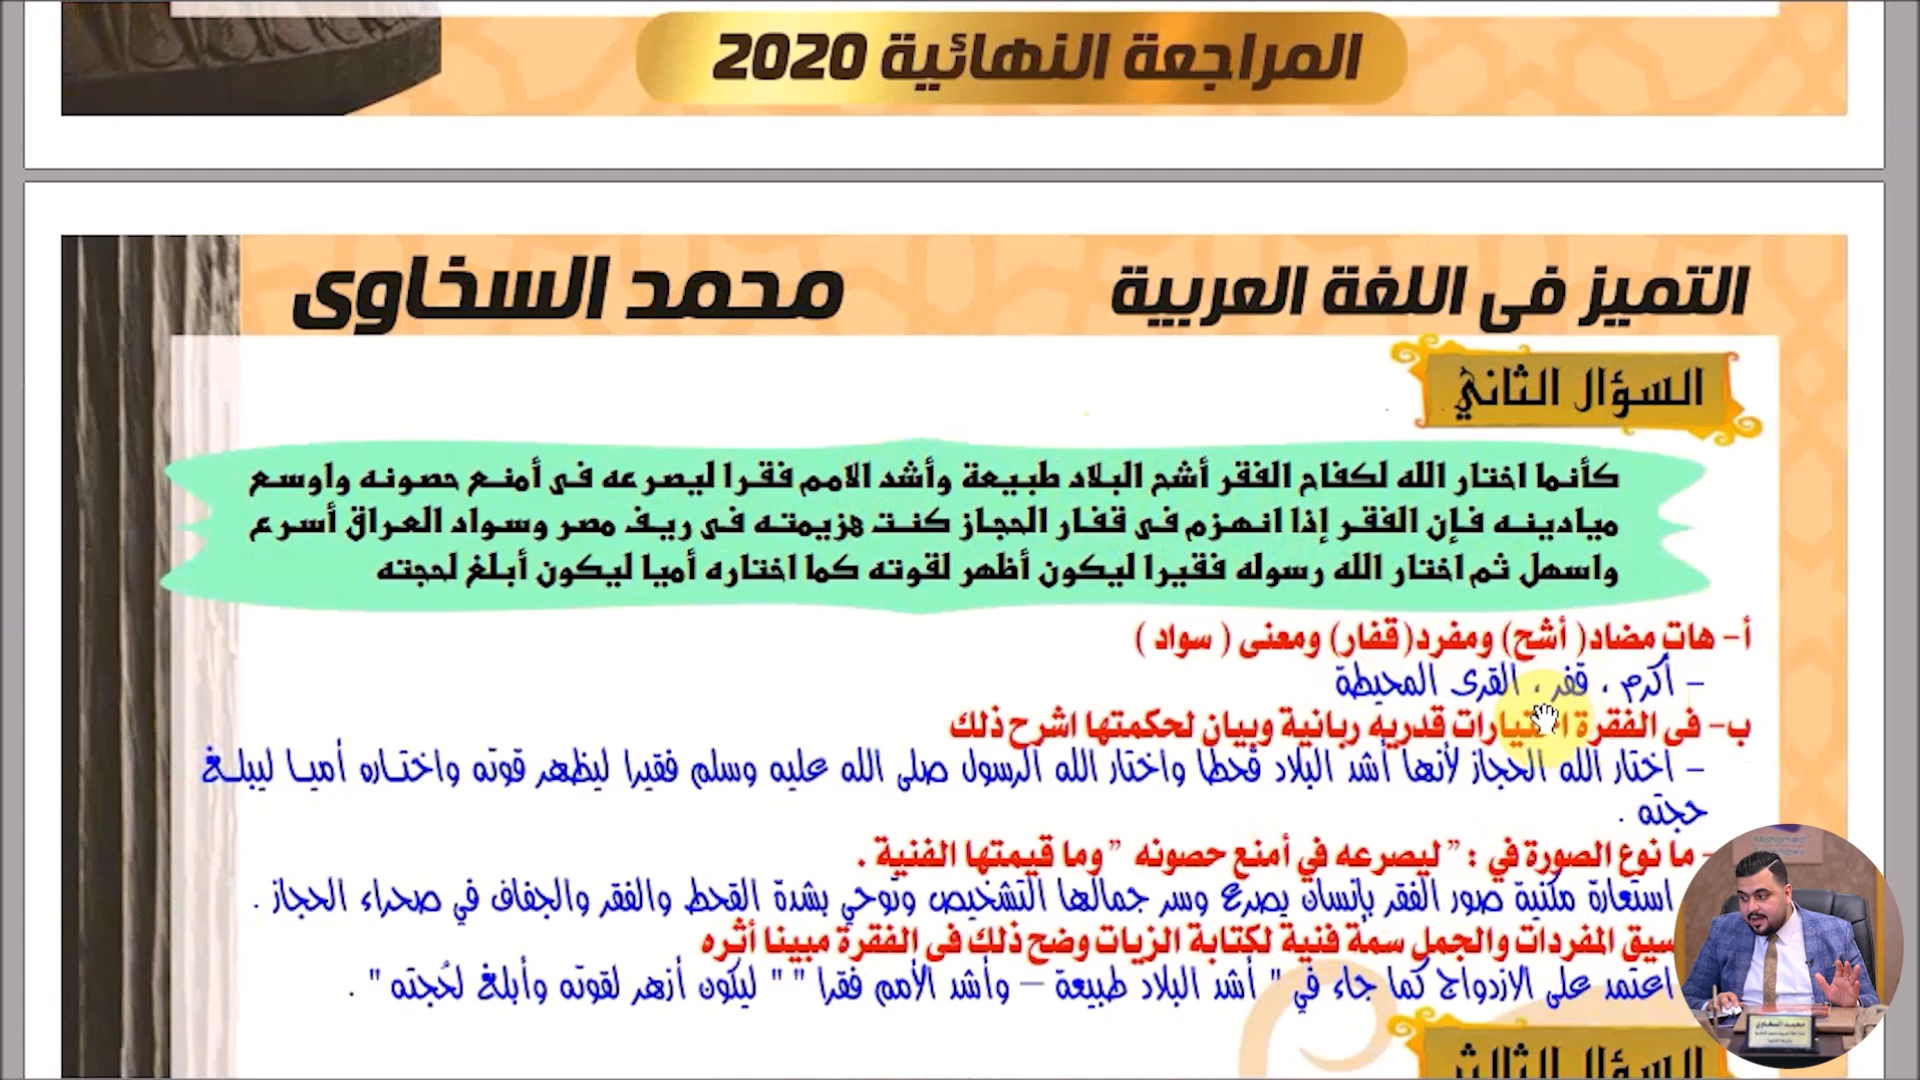 المراجعة النهائية 2020
التميز فى اللغة العربية
محمد السخاوى
السؤال الثاني
كأنما اختار الله لكفاح الفقر أشح البلاد طبيعة وأشد الامم فقرا ليصرعه فى أمنع حصونه واوسع
ميادينه فإن الفقر إذا انهزم فى قفار الحجاز كنت هزيمته فى ريف مصر وسواد العراق أسرع
واسهل ثم اختار الله رسوله فقيرا ليكون أظهر لقوته كما اختاره أميا ليكون أبلغ لحجته
أ- هات مضاد( أشح) ومفرد(قفار) ومعنى ( سواد )
- أكرم ، قفر ، القرى المحيطة
ب- فى الفقرة اختيارات قدريه ربانية وبيان لحكمتها اشرح ذلك
- اختار الله الحجاز لأنها أشد البلاد قحطا واختار الله الرسول صلى الله عليه وسلم فقيرا ليظهر قوته واختاره أميا ليبلغ
حجته .
- ما نوع الصورة في : " ليصرعه في أمنع حصونه " وما قيمتها الفنية .
استعارة مكنية صور الفقر بإنسان يصرع وسر جمالها التشخيص وتوحي بشدة القحط والفقر والجفاف في صحراء الحجاز .
سيق المفردات والجمل سمة فنية لكتابة الزيات وضح ذلك فى الفقرة مبينا أثره
اعتمد على الازدواج كما جاء في " أشد البلاد طبيعة – وأشد الأمم فقرا " " ليكون أزهر لقوته وأبلغ لحجته " .
السؤال الثالث
محمد السخاوي